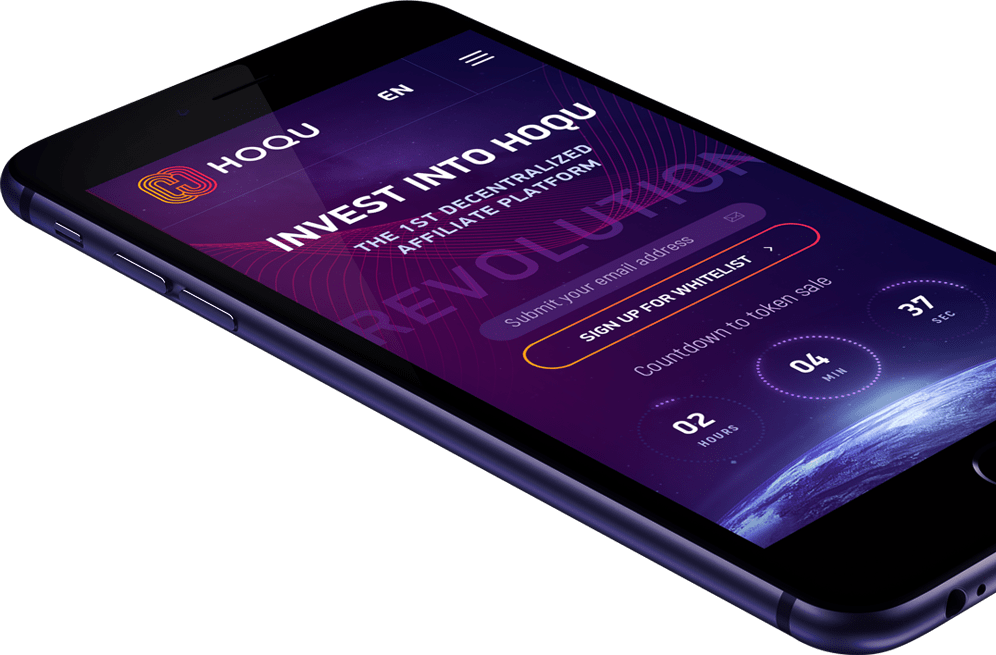 HOQU
EN
INVEST INTO HOQU
THE 1ST DECENTRALIZED
AFFILIATE PLATFORM
REVOLUTION
Submit your email address
SIGN UP FOR WHITELIST
Countdown to token sale
02
HOURS
04
MIN
37
SEC